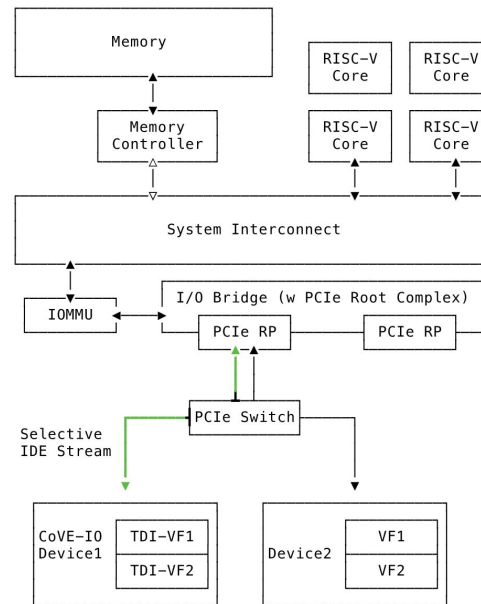 Memory
RISC-V
Core
RISC-V
Core
Memory
Controller
RISC-V
Core
RISC-V
Core
System Interconnect
IOMMU
I/O Bridge (w PCIe Root Complex)
PCIe RP
PCIe RP
PCIe Switch
Selective
IDE Stream
CoVE-IO
Device1
TDI-VF1
TDI-VF2
Device2
VF1
VF2